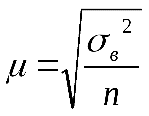 μ = √(σ_в² / n)